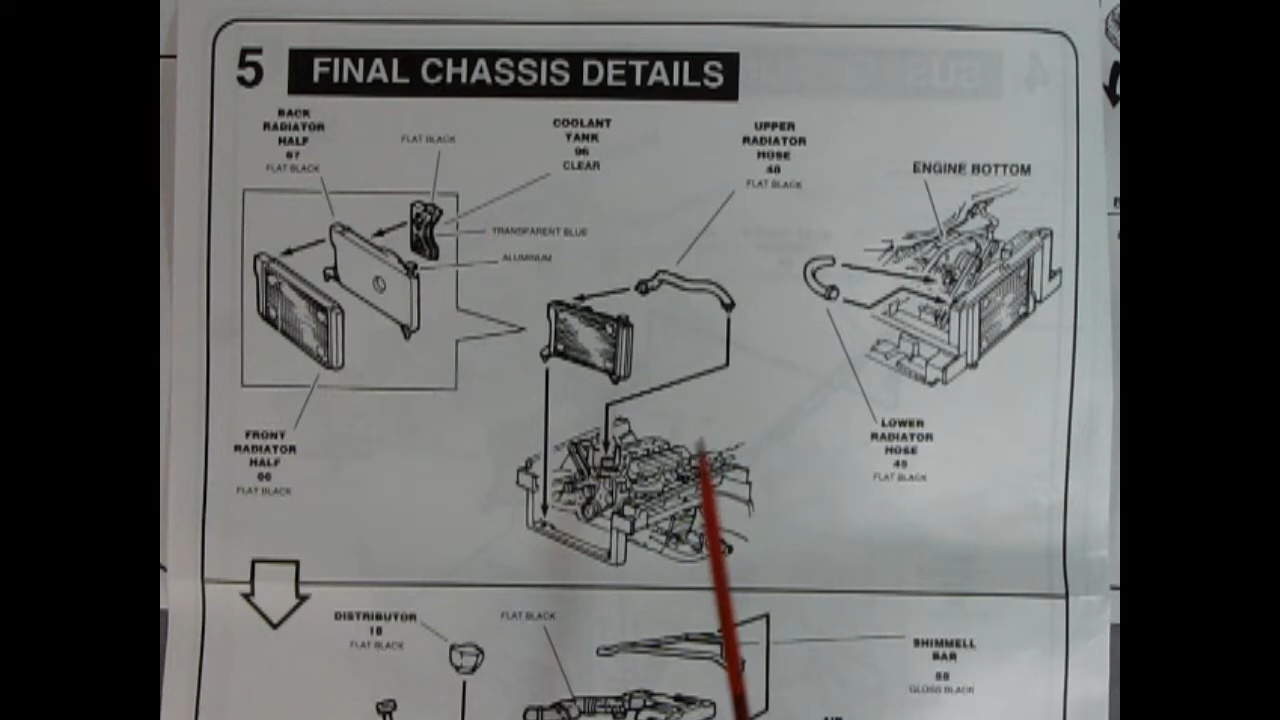 5 FINAL CHASSIS DETAILS
BACK
RADIATOR
HALF
67
FLAT BLACK
FLAT BLACK
COOLANT
TANK
96
CLEAR
UPPER
RADIATOR
HOSE
FLAT BLACK
ENGINE BOTTOM
TRANSPARENT BLUE
ALUMINUM
FRONT
RADIATOR
HALF
66
FLAT BLACK
LOWER
RADIATOR
HOSE
FLAT BLACK
DISTRIBUTOR
18
FLAT BLACK
FLAT BLACK
SHIMMELL
BAR
GLOSS BLACK